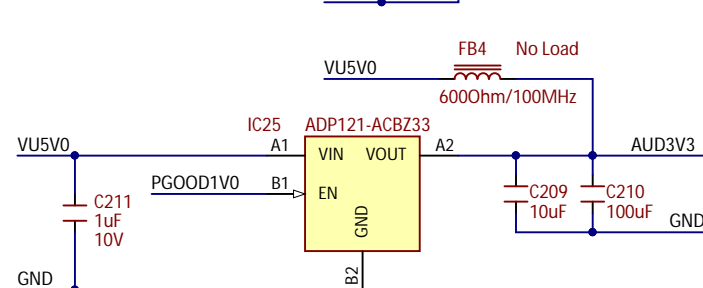 FB4 No Load
VU5V0
600Ohm/100MHz
IC25 ADP121-ACBZ33
VU5V0 A1 VIN VOUT A2 AUD3V3
PGOOD1V0 B1 EN
C211
1uF
10V
C209
10uF
C210
100uF
GND
GND
GND
B2